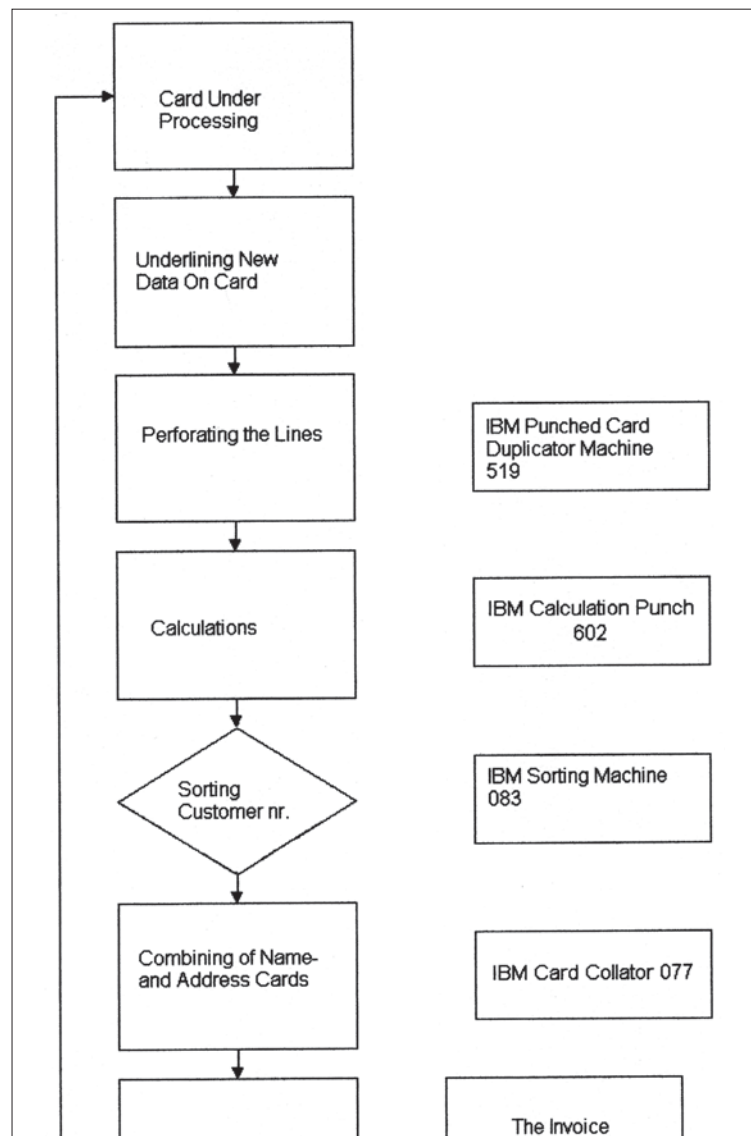 Card Under
Processing
Underlining New
Data On Card
Perforating the Lines
IBM Punched Card
Duplicator Machine
519
Calculations
IBM Calculation Punch
602
Sorting
Customer nr.
IBM Sorting Machine
083
Combining of Name-
and Address Cards
IBM Card Collator 077
The Invoice